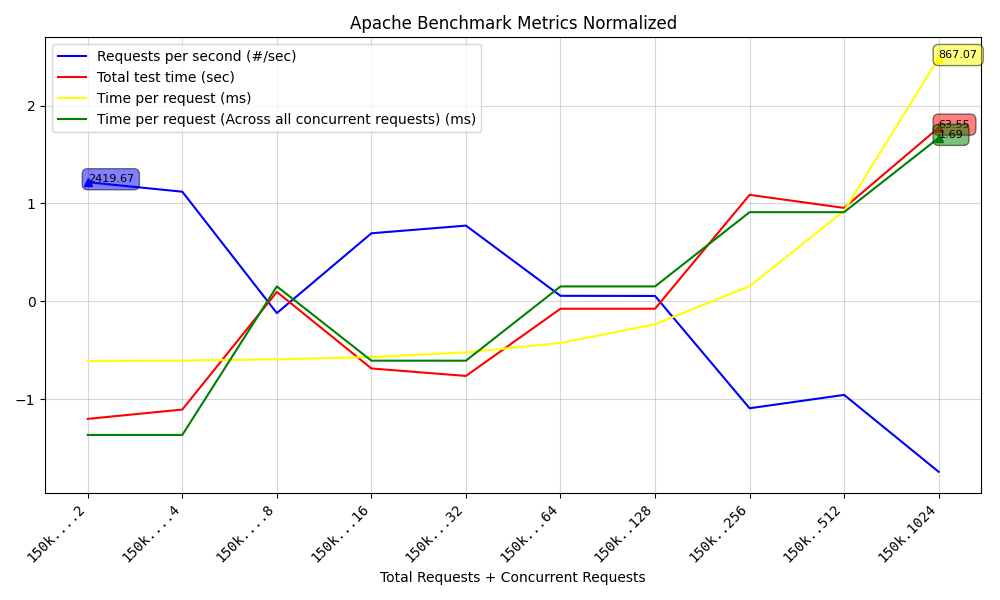 Apache Benchmark Metrics Normalized
Requests per second (#/sec)
Total test time (sec)
Time per request (ms)
Time per request (Across all concurrent requests) (ms)
867.07
63.55
1.69
2419.67
2
1
0
−1
150k....2
150k....4
150k....8
150k...16
150k...32
150k...64
150k..128
150k..256
150k..512
150k.1024
Total Requests + Concurrent Requests